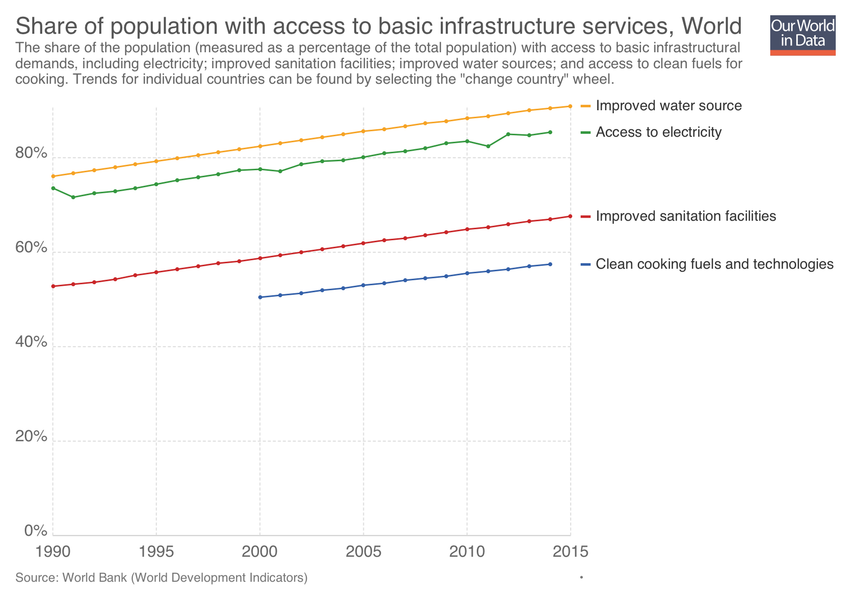 Share of population with access to basic infrastructure services, World
The share of the population (measured as a percentage of the total population) with access to basic infrastructural
demands, including electricity; improved sanitation facilities; improved water sources; and access to clean fuels for
cooking. Trends for individual countries can be found by selecting the "change country" wheel.
Our World
in Data
Improved water source
Access to electricity
Improved sanitation facilities
Clean cooking fuels and technologies
80%
60%
40%
20%
0%
1990 1995 2000 2005 2010 2015
Source: World Bank (World Development Indicators)